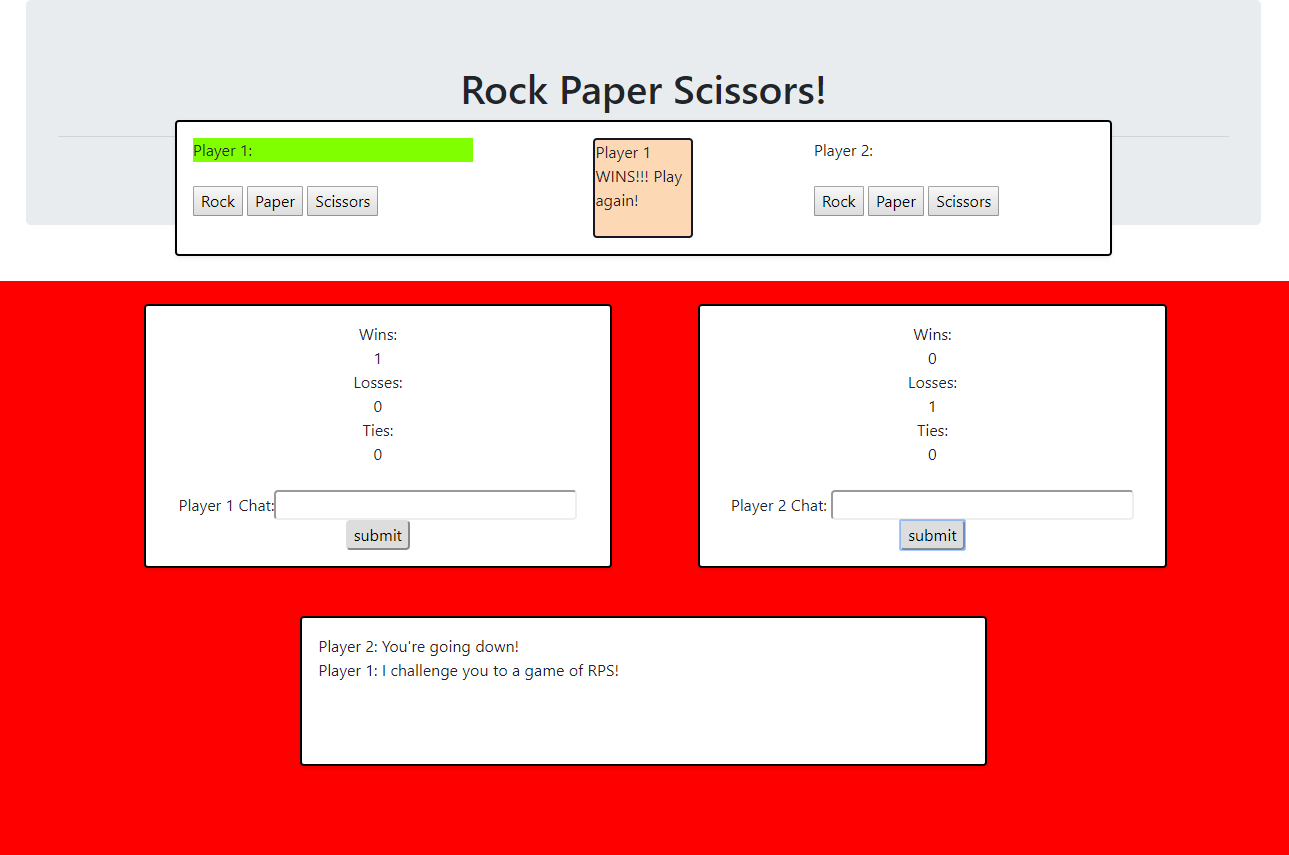 Rock Paper Scissors!
Player 1:
Rock Paper Scissors
Player 1
WINS!!! Play
again!
Player 2:
Rock Paper Scissors
Wins:
1
Losses:
0
Ties:
0
Player 1 Chat:
submit
Wins:
0
Losses:
1
Ties:
0
Player 2 Chat:
submit
Player 2: You're going down!
Player 1: I challenge you to a game of RPS!